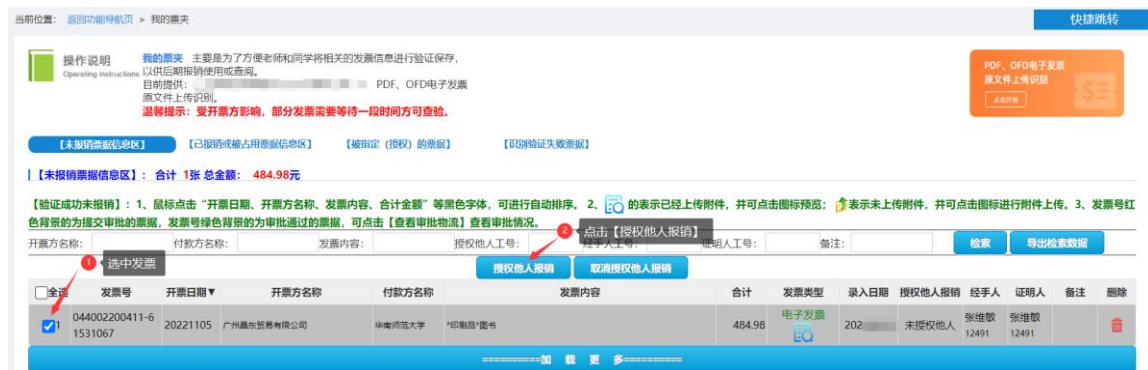 当前位置： 返回功能导航页 > 我的票夹
快捷跳转
操作说明
Operating instructions
我的票夹 主要是为了方便老师和同学将相关的发票信息进行验证保存，
以供后期报销使用或查阅。
目前提供： PDF、OFD电子发票
原文件上传识别。
温馨提示：受开票方影响，部分发票需要等待一段时间方可查验。
PDF、OFD电子发票
原文件上传识别
点击开始
【未报销票据信息区】 【已报销或被占用票据信息区】 【被指定（授权）的票据】 【识别验证失败票据】
【未报销票据信息区】： 合计 1张 总金额： 484.98元
【验证成功未报销】：1、鼠标点击“开票日期、开票方名称、发票内容、合计金额”等黑色字体，可进行自动排序。 2、 的表示已经上传附件，并可点击图标预览； 表示未上传附件，并可点击图标进行附件上传。3、发票号红
色背景的为提交审批的票据，发票号绿色背景的为审批通过的票据，可点击【查看审批物流】查看审批情况。
2 点击【授权他人报销】
开票方名称： 付款方名称： 发票内容： 授权他人工号： 经手人工号： 证明人工号： 备注： 检索 导出检索数据
1 选中发票
授权他人报销 取消授权他人报销
全选 发票号 开票日期▼ 开票方名称 付款方名称 发票内容 合计 发票类型 录入日期 授权他人报销 经手人 证明人 备注 删除
1 044002200411-6 20221105 广州晨东贸易有限公司 华南师范大学 *印刷品*图书 484.98 电子发票 202 未授权他人 张维敏 张维敏
1531067 12491 12491
==========加 载 更 多==========